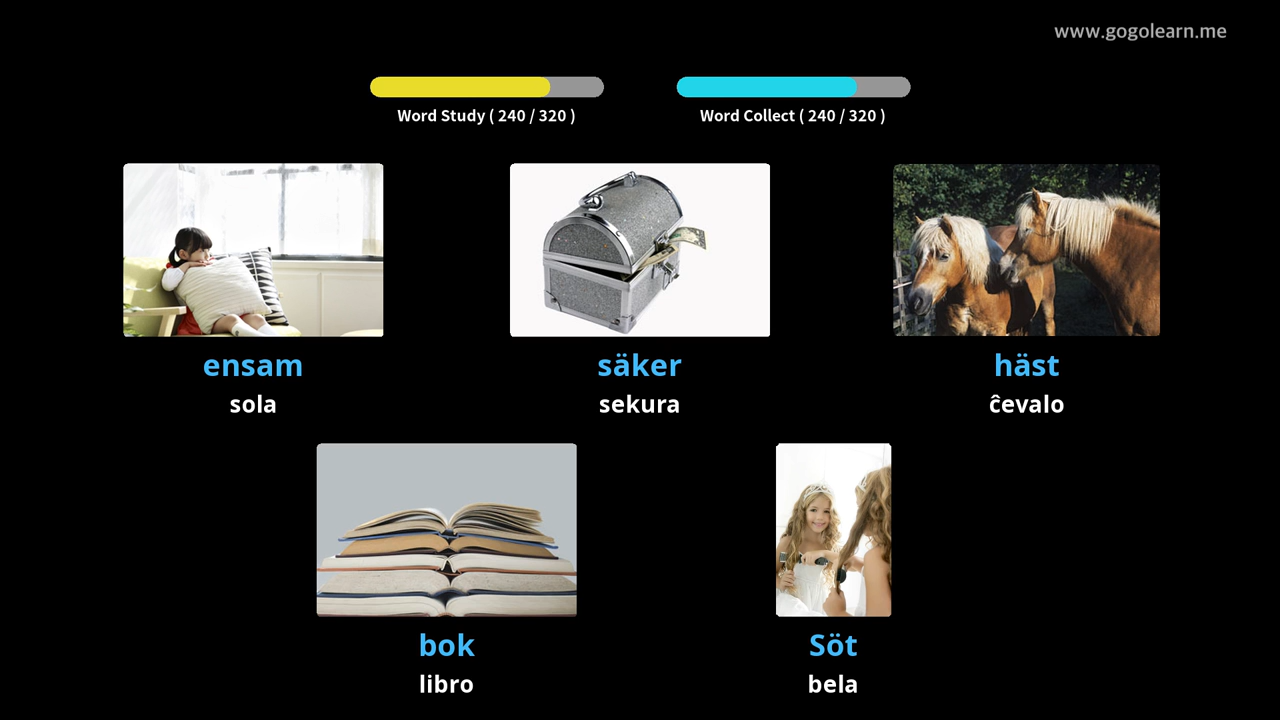 www.gogolearn.me
Word Study ( 240 / 320 )
Word Collect ( 240 / 320 )
ensam
sola
säker
sekura
häst
ĉevalo
bok
libro
Söt
bela